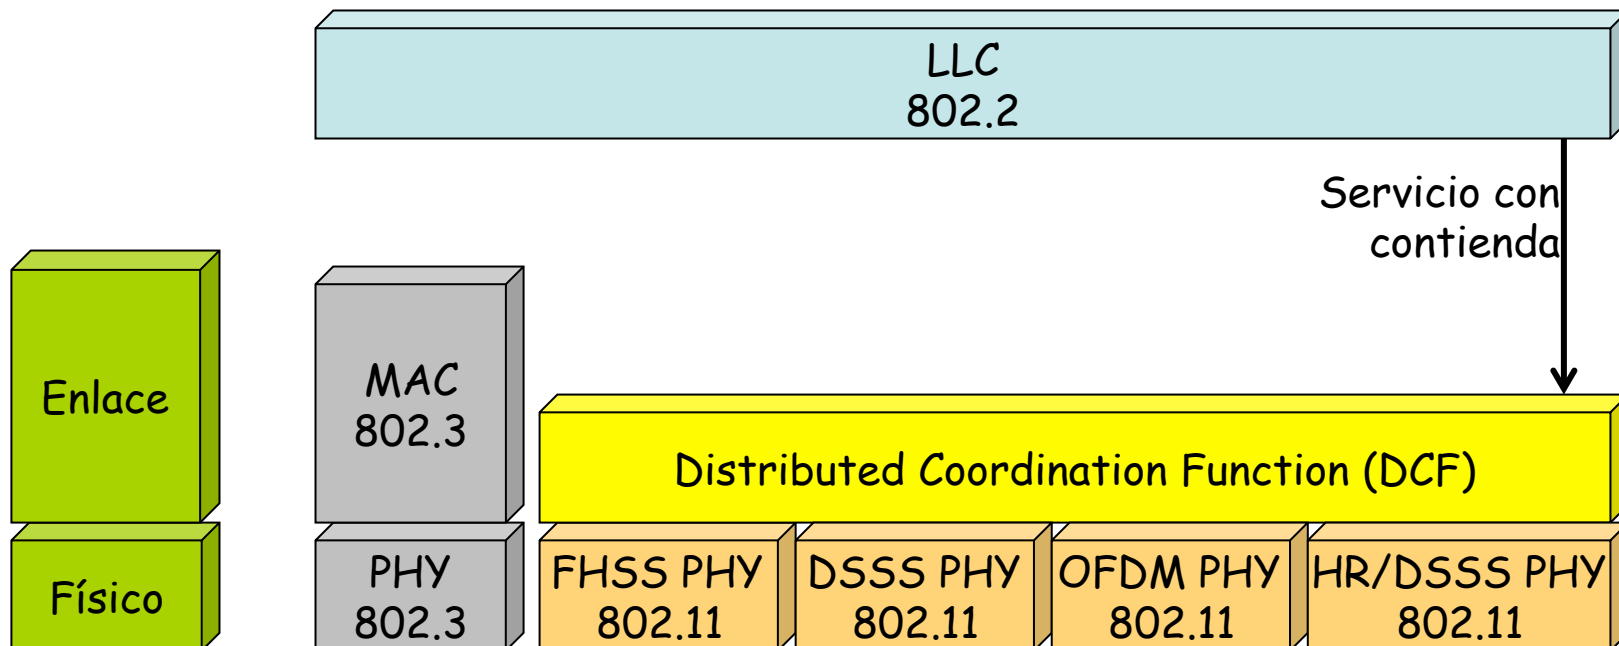 LLC
802.2
Servicio con
contienda
Enlace
MAC
802.3
Distributed Coordination Function (DCF)
Físico
PHY
802.3
FHSS PHY
802.11
DSSS PHY
802.11
OFDM PHY
802.11
HR/DSSS PHY
802.11